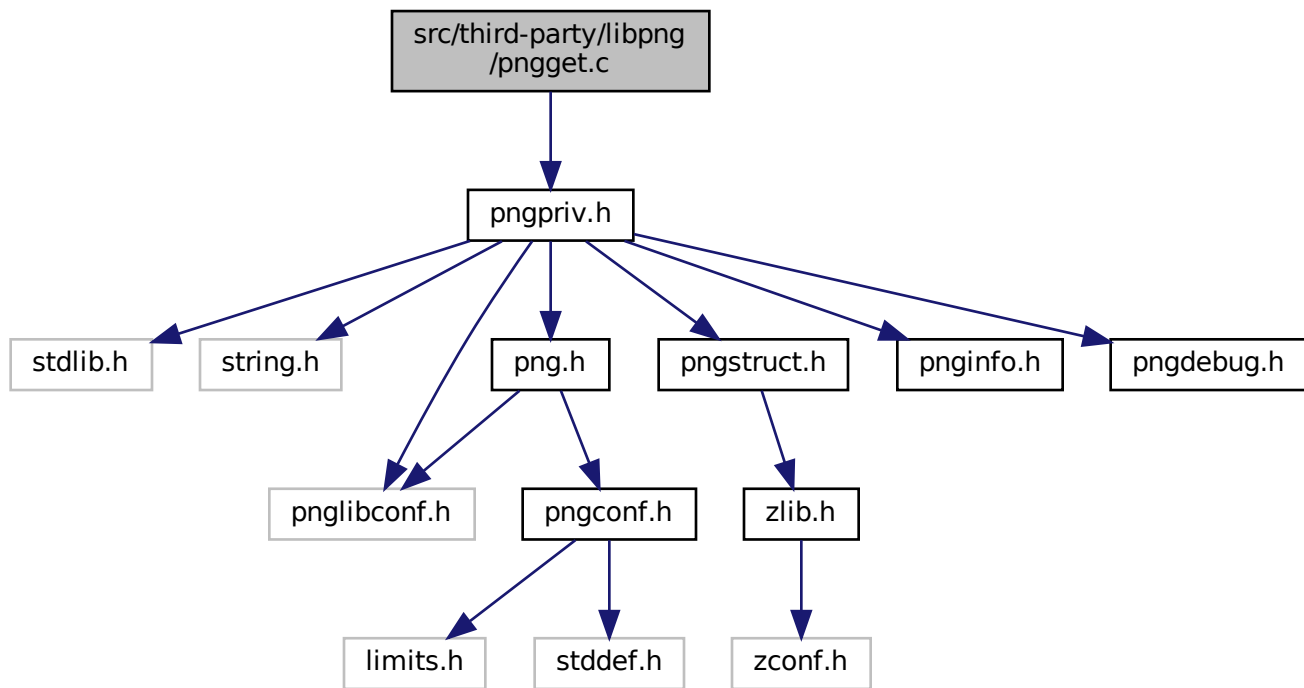 src/third-party/libpng
/pngget.c
pngpriv.h
stdlib.h
string.h
png.h
pngstruct.h
pnginfo.h
pngdebug.h
pnglibconf.h
pngconf.h
zlib.h
limits.h
stddef.h
zconf.h